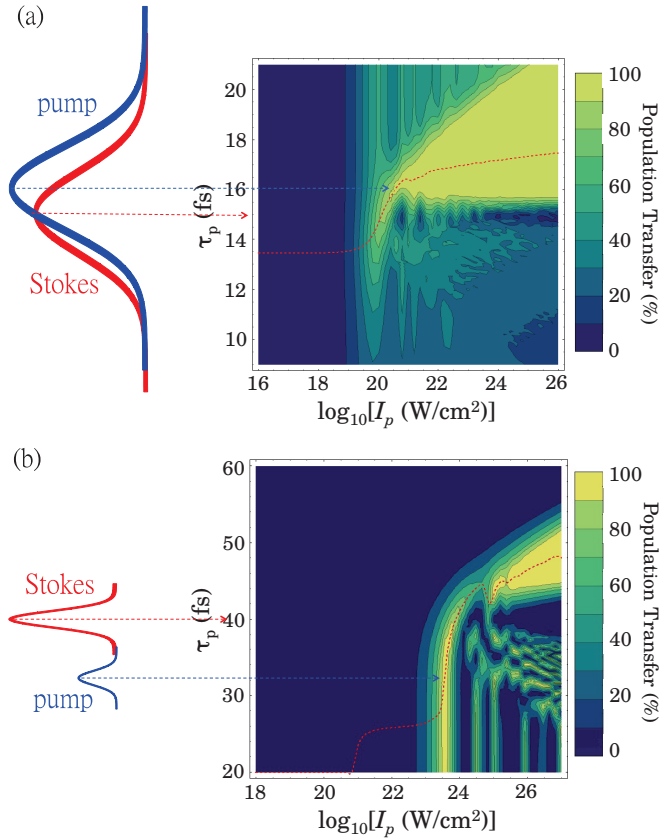 (a)
pump
Stokes
τp (fs)
20
18
16
14
12
10
16
18
20
22
24
26
log10[Ip (W/cm²)]
100
80
60
40
20
0
Population Transfer (%)
(b)
Stokes
pump
τp (fs)
60
50
40
30
20
18
20
22
24
26
log10[Ip (W/cm²)]
100
80
60
40
20
0
Population Transfer (%)